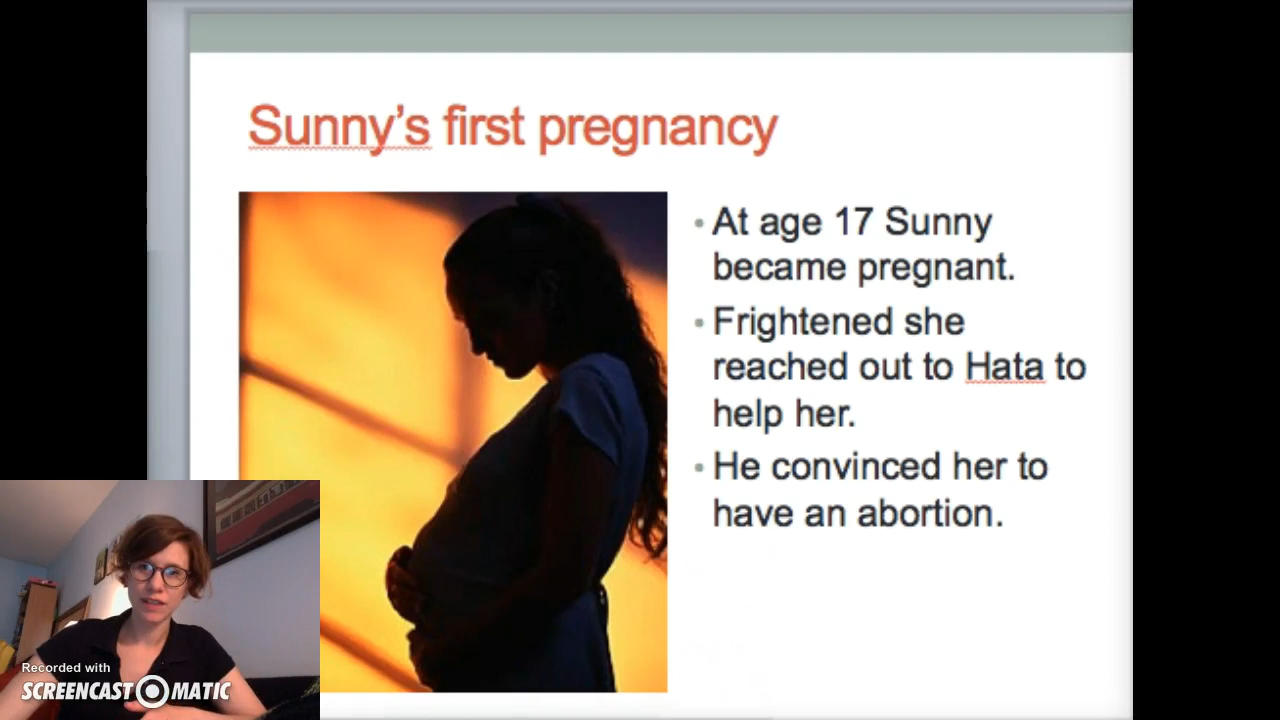 Sunny's first pregnancy
• At age 17 Sunny
became pregnant.
• Frightened she
reached out to Hata to
help her.
• He convinced her to
have an abortion.
Recorded with
SCREENCAST MATIC